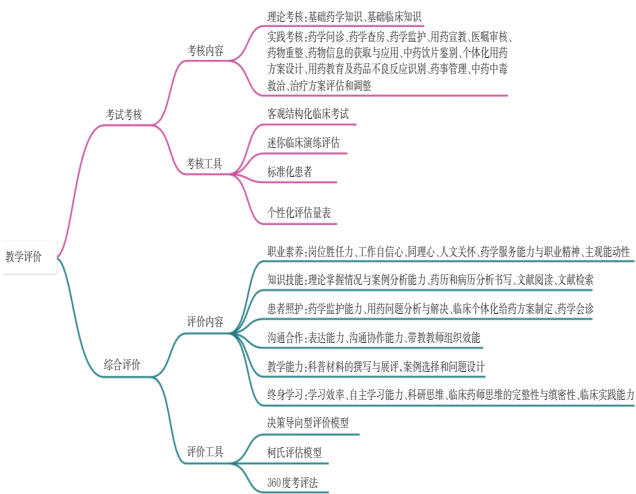 教学评价
考试考核
考核内容
理论考核:基础药学知识、基础临床知识
实践考核:药学问诊、药学查房、药学监护、用药宣教、医嘱审核、
药物重整、药物信息的获取与应用、中药饮片鉴别、个体化用药
方案设计、用药教育及药品不良反应识别、药事管理、中药中毒
救治、治疗方案评估和调整
考核工具
客观结构化临床考试
迷你临床演练评估
标准化患者
个性化评估量表
综合评价
评价内容
职业素养:岗位胜任力、工作自信心、同理心、人文关怀、药学服务能力与职业精神、主观能动性
知识技能:理论掌握情况与案例分析能力、药历和病历分析书写、文献阅读、文献检索
患者照护:药学监护能力、用药问题分析与解决、临床个体化给药方案制定、药学会诊
沟通合作:表达能力、沟通协作能力、带教教师组织效能
教学能力:科普材料的撰写与展评,案例选择和问题设计
终身学习:学习效率、自主学习能力、科研思维、临床药师思维的完整性与缜密性、临床实践能力
评价工具
决策导向型评价模型
柯氏评估模型
360度考评法